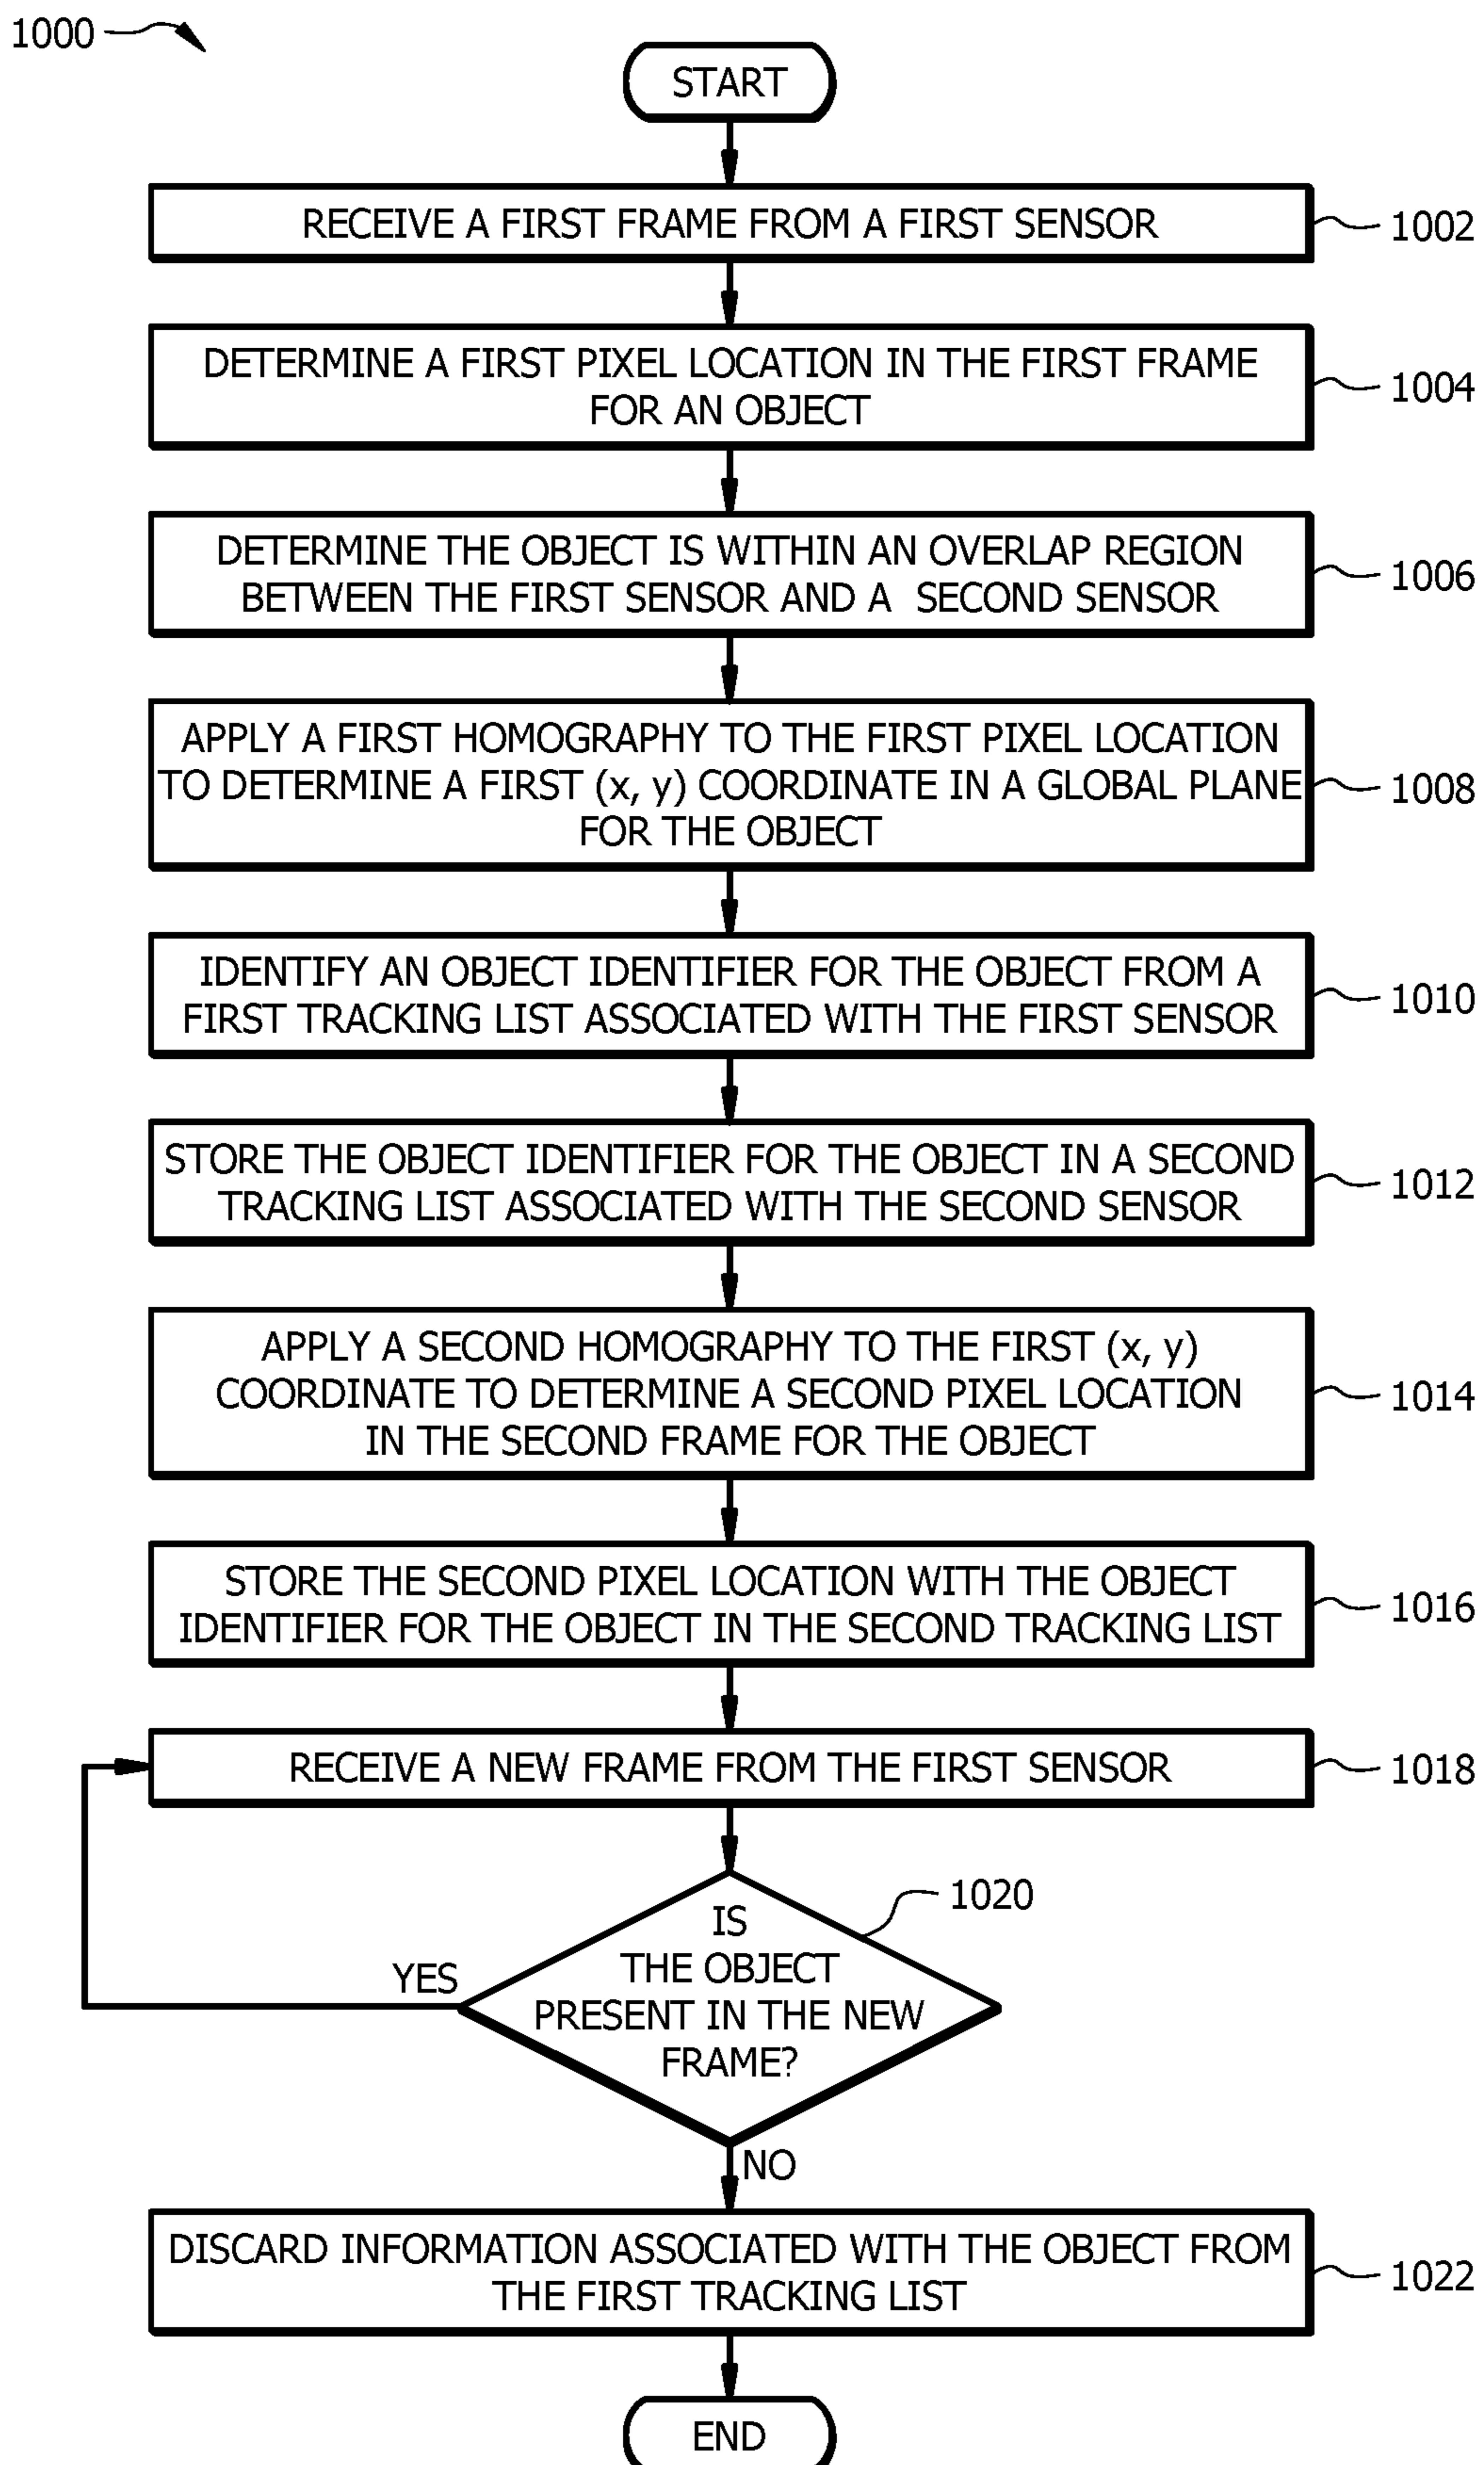 1000
START
RECEIVE A FIRST FRAME FROM A FIRST SENSOR
1002
DETERMINE A FIRST PIXEL LOCATION IN THE FIRST FRAME
FOR AN OBJECT
1004
DETERMINE THE OBJECT IS WITHIN AN OVERLAP REGION
BETWEEN THE FIRST SENSOR AND A SECOND SENSOR
1006
APPLY A FIRST HOMOGRAPHY TO THE FIRST PIXEL LOCATION
TO DETERMINE A FIRST (x, y) COORDINATE IN A GLOBAL PLANE
FOR THE OBJECT
1008
IDENTIFY AN OBJECT IDENTIFIER FOR THE OBJECT FROM A
FIRST TRACKING LIST ASSOCIATED WITH THE FIRST SENSOR
1010
STORE THE OBJECT IDENTIFIER FOR THE OBJECT IN A SECOND
TRACKING LIST ASSOCIATED WITH THE SECOND SENSOR
1012
APPLY A SECOND HOMOGRAPHY TO THE FIRST (x, y)
COORDINATE TO DETERMINE A SECOND PIXEL LOCATION
IN THE SECOND FRAME FOR THE OBJECT
1014
STORE THE SECOND PIXEL LOCATION WITH THE OBJECT
IDENTIFIER FOR THE OBJECT IN THE SECOND TRACKING LIST
1016
RECEIVE A NEW FRAME FROM THE FIRST SENSOR
1018
IS
THE OBJECT
PRESENT IN THE NEW
FRAME?
1020
YES
NO
DISCARD INFORMATION ASSOCIATED WITH THE OBJECT FROM
THE FIRST TRACKING LIST
1022
END